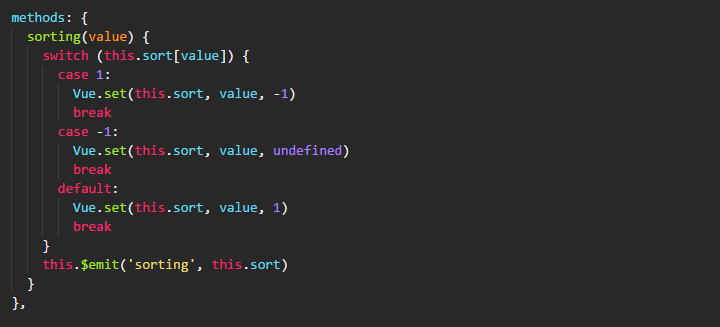 methods: {
  sorting(value) {
    switch (this.sort[value]) {
      case 1:
        Vue.set(this.sort, value, -1)
        break
      case -1:
        Vue.set(this.sort, value, undefined)
        break
      default:
        Vue.set(this.sort, value, 1)
        break
    }
    this.$emit('sorting', this.sort)
  }
},